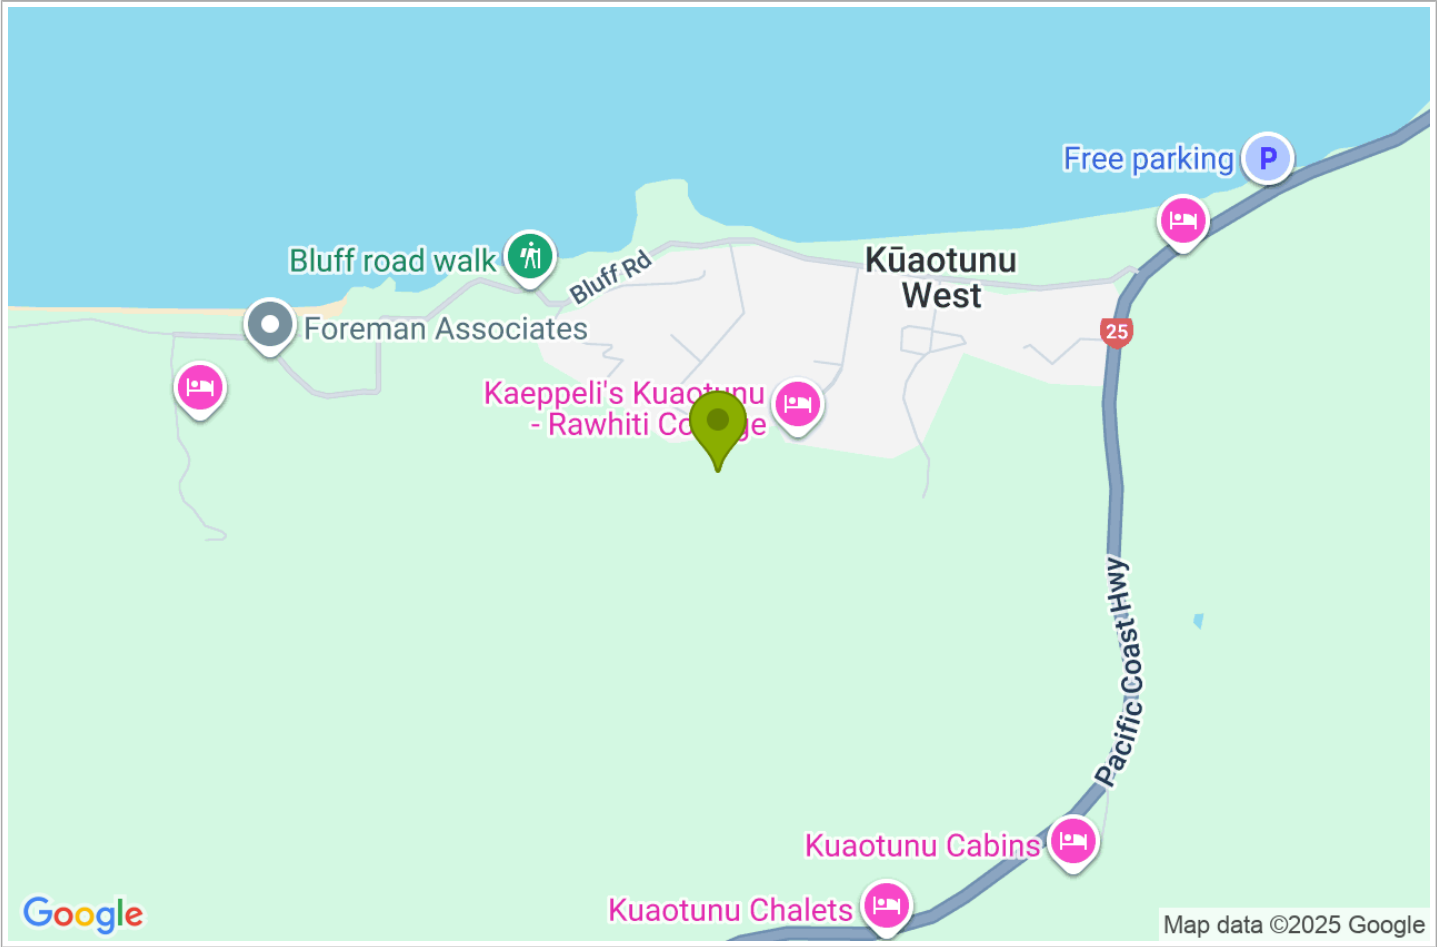 Free parking
P
Bluff road walk
Bluff Rd
Kūaotunu
West
Foreman Associates
25
Kaeppeli's Kuaotunu
- Rawhiti Co ge
Pacific Coast Hwy
Kuaotunu Cabins
Kuaotunu Chalets
Google
Map data ©2025 Google